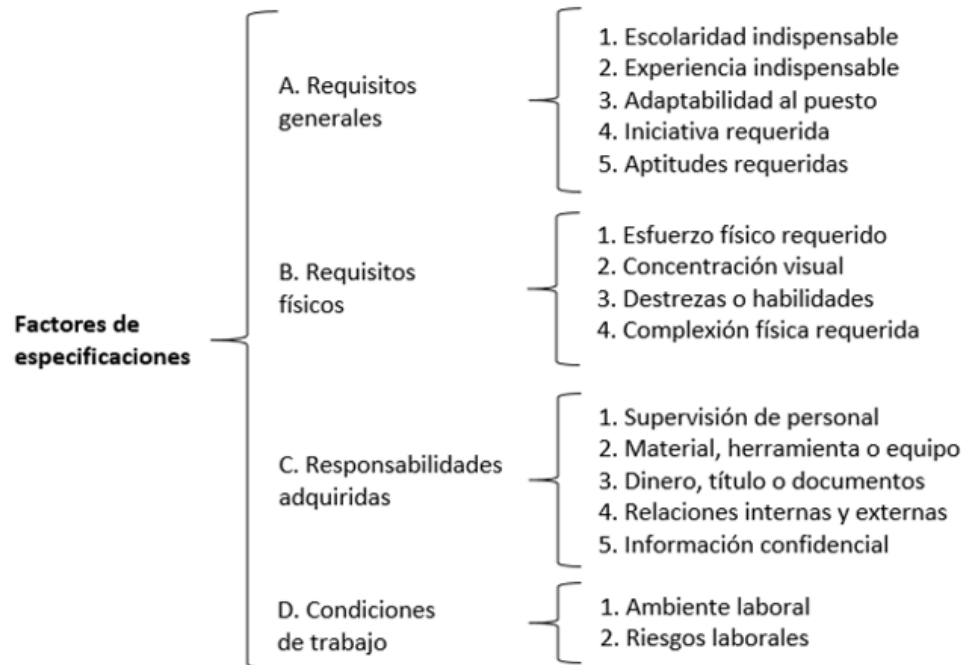 Factores de
especificaciones
A. Requisitos
generales
1. Escolaridad indispensable
2. Experiencia indispensable
3. Adaptabilidad al puesto
4. Iniciativa requerida
5. Aptitudes requeridas
B. Requisitos
físicos
1. Esfuerzo físico requerido
2. Concentración visual
3. Destrezas o habilidades
4. Complexión física requerida
C. Responsabilidades
adquiridas
1. Supervisión de personal
2. Material, herramienta o equipo
3. Dinero, título o documentos
4. Relaciones internas y externas
5. Información confidencial
D. Condiciones
de trabajo
1. Ambiente laboral
2. Riesgos laborales